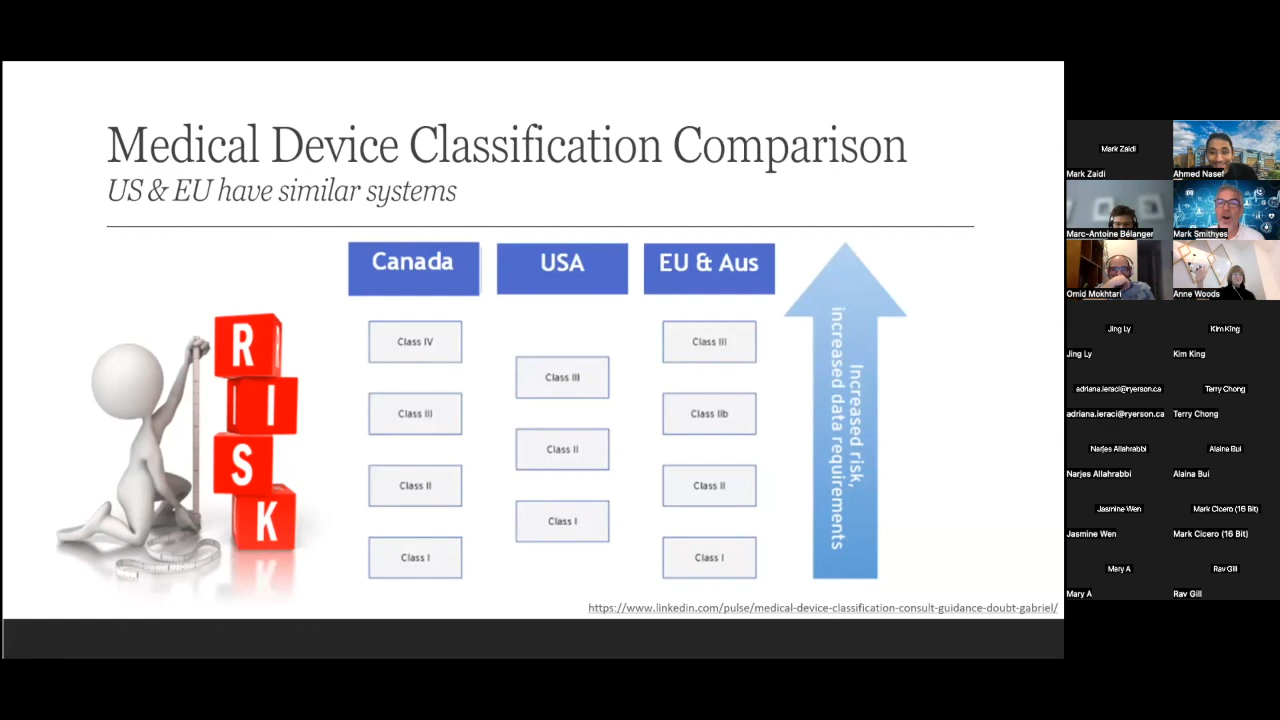 Medical Device Classification Comparison
US & EU have similar systems
Canada
USA
EU & Aus
Class IV
Class III
Class II
Class I
Class III
Class II
Class I
Class III
Class IIb
Class II
Class I
Increased risk,
increased data requirements
R
I
S
K
https://www.linkedin.com/pulse/medical-device-classification-consult-guidance-doubt-gabriel/
Mark Zaidi
Mark Zaidi
Ahmed Nasef
Marc-Antoine Bélanger
Mark Smithyes
Omid Mokhtari
Anne Woods
Jing Ly
Jing Ly
Kim King
Kim King
adriana.ieraci@ryerson.ca
adriana.ieraci@ryerson.ca
Terry Chong
Terry Chong
Narjes Allahrabbi
Narjes Allahrabbi
Alaina Bui
Alaina Bui
Jasmine Wen
Jasmine Wen
Mark Cicero (16 Bit)
Mark Cicero (16 Bit)
Mary A
Mary A
Rav Gill
Rav Gill